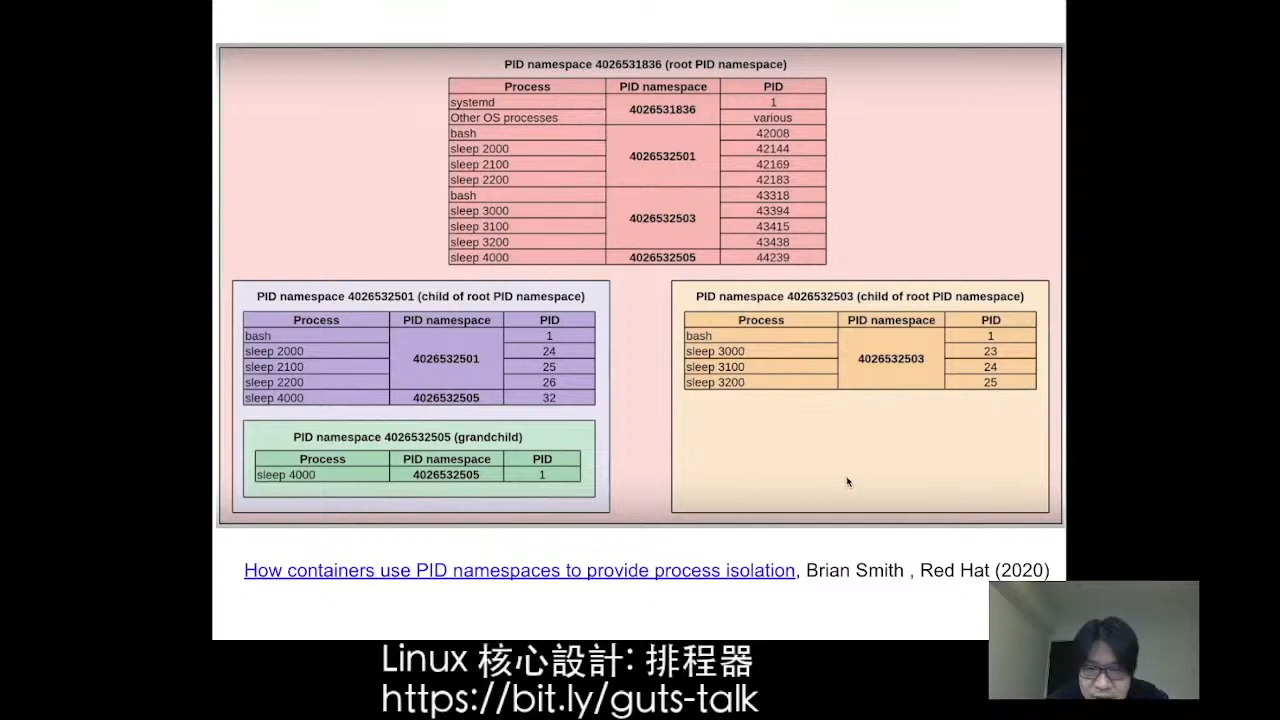 PID namespace 4026531836 (root PID namespace)
Process PID namespace PID
systemd 4026531836 1
Other OS processes various
bash 4026532501 42008
sleep 2000 42144
sleep 2100 42169
sleep 2200 42183
bash 4026532503 43318
sleep 3000 43394
sleep 3100 43415
sleep 3200 43438
sleep 4000 4026532505 44239
PID namespace 4026532501 (child of root PID namespace)
Process PID namespace PID
bash 4026532501 1
sleep 2000 24
sleep 2100 25
sleep 2200 26
sleep 4000 4026532505 32
PID namespace 4026532505 (grandchild)
Process PID namespace PID
sleep 4000 4026532505 1
PID namespace 4026532503 (child of root PID namespace)
Process PID namespace PID
bash 4026532503 1
sleep 3000 23
sleep 3100 24
sleep 3200 25
How containers use PID namespaces to provide process isolation, Brian Smith , Red Hat (2020)
Linux 核心設計: 排程器
https://bit.ly/guts-talk